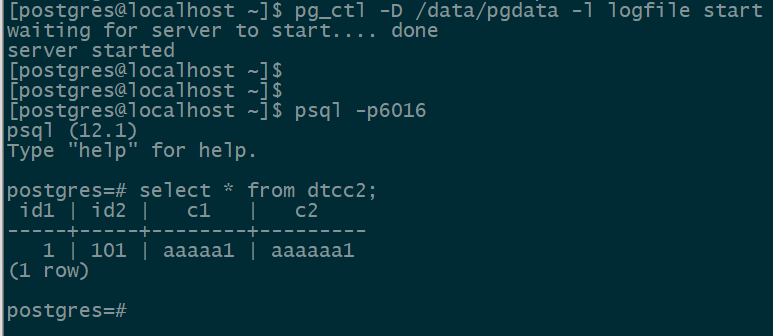 [postgres@localhost ~]$ pg_ctl -D /data/pgdata -l logfile start
waiting for server to start.... done
server started
[postgres@localhost ~]$
[postgres@localhost ~]$
[postgres@localhost ~]$ psql -p6016
psql (12.1)
Type "help" for help.

postgres=# select * from dtcc2;
 id1 | id2 |   c1   |   c2
-----+-----+--------+---------
   1 | 101 | aaaaa1 | aaaaaa1
(1 row)

postgres=#